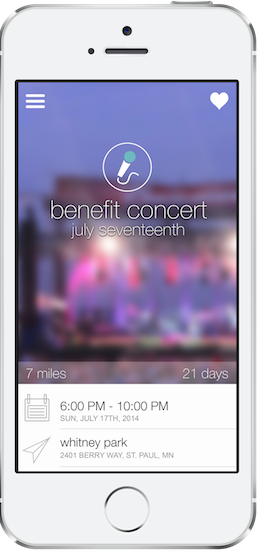 benefit concert
july seventeenth
7 miles 21 days
6:00 PM - 10:00 PM
SUN, JULY 17TH, 2014
whitney park
2401 BERRY WAY, ST. PAUL, MN